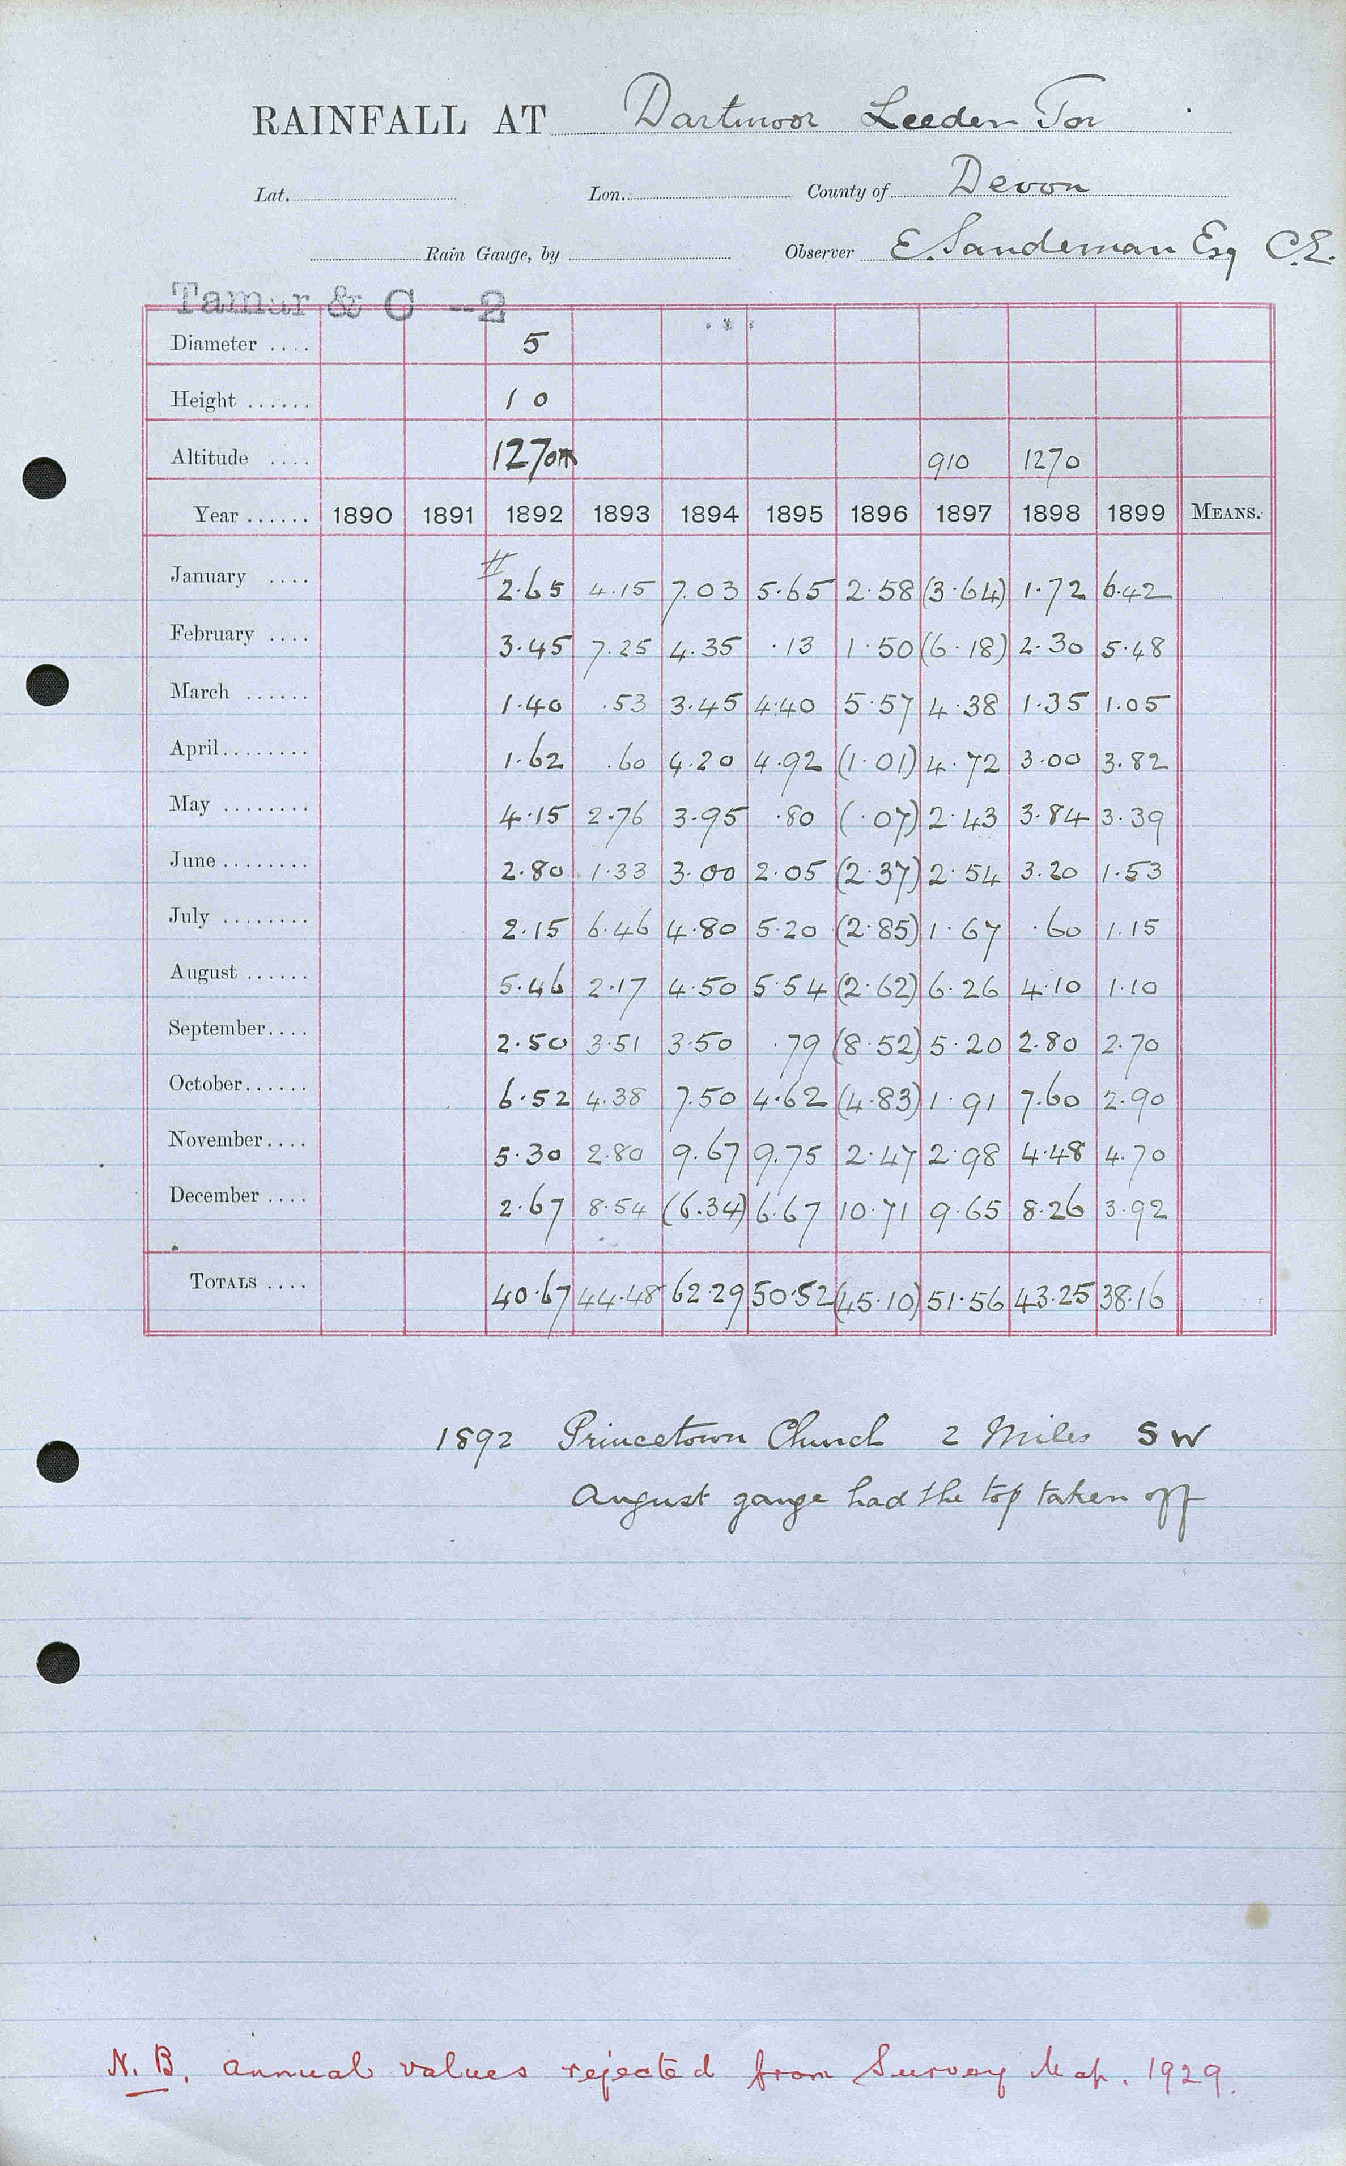 RAINFALL AT Dartmoor Leeden Tor
Lat. Lon. County of Devon
Rain Gauge, by Observer E. Sandeman Esq C.E.
Tamar & C --2
Diameter .... 5
Height ...... 10
Altitude .... 1270 910 1270
Year ...... 1890 1891 1892 1893 1894 1895 1896 1897 1898 1899 MEANS.
January .... # 2.65 4.15 7.03 5.65 2.58 (3.64) 1.72 6.42
February .... 3.45 7.25 4.35 .13 1.50 (6.18) 2.30 5.48
March ...... 1.40 .53 3.45 4.40 5.57 4.38 1.35 1.05
April........ 1.62 .60 4.20 4.92 (1.01) 4.72 3.00 3.82
May ........ 4.15 2.76 3.95 .80 (.07) 2.43 3.84 3.39
June ........ 2.80 1.33 3.00 2.05 (2.37) 2.54 3.20 1.53
July ........ 2.15 6.46 4.80 5.20 (2.85) 1.67 .60 1.15
August ...... 5.46 2.17 4.50 5.54 (2.62) 6.26 4.10 1.10
September.... 2.50 3.51 3.50 .79 (8.52) 5.20 2.80 2.70
October...... 6.52 4.38 7.50 4.62 (4.83) 1.91 7.60 2.90
November.... 5.30 2.80 9.67 9.75 2.47 2.98 4.48 4.70
December .... 2.67 8.54 (6.34) 6.67 10.71 9.65 8.26 3.92
TOTALS .... 40.67 44.48 62.29 50.52 (45.10) 51.56 43.25 38.16
1892 Princetown Church 2 Miles SW
August gauge had the top taken off
N.B. annual values rejected from Survey Map. 1929.